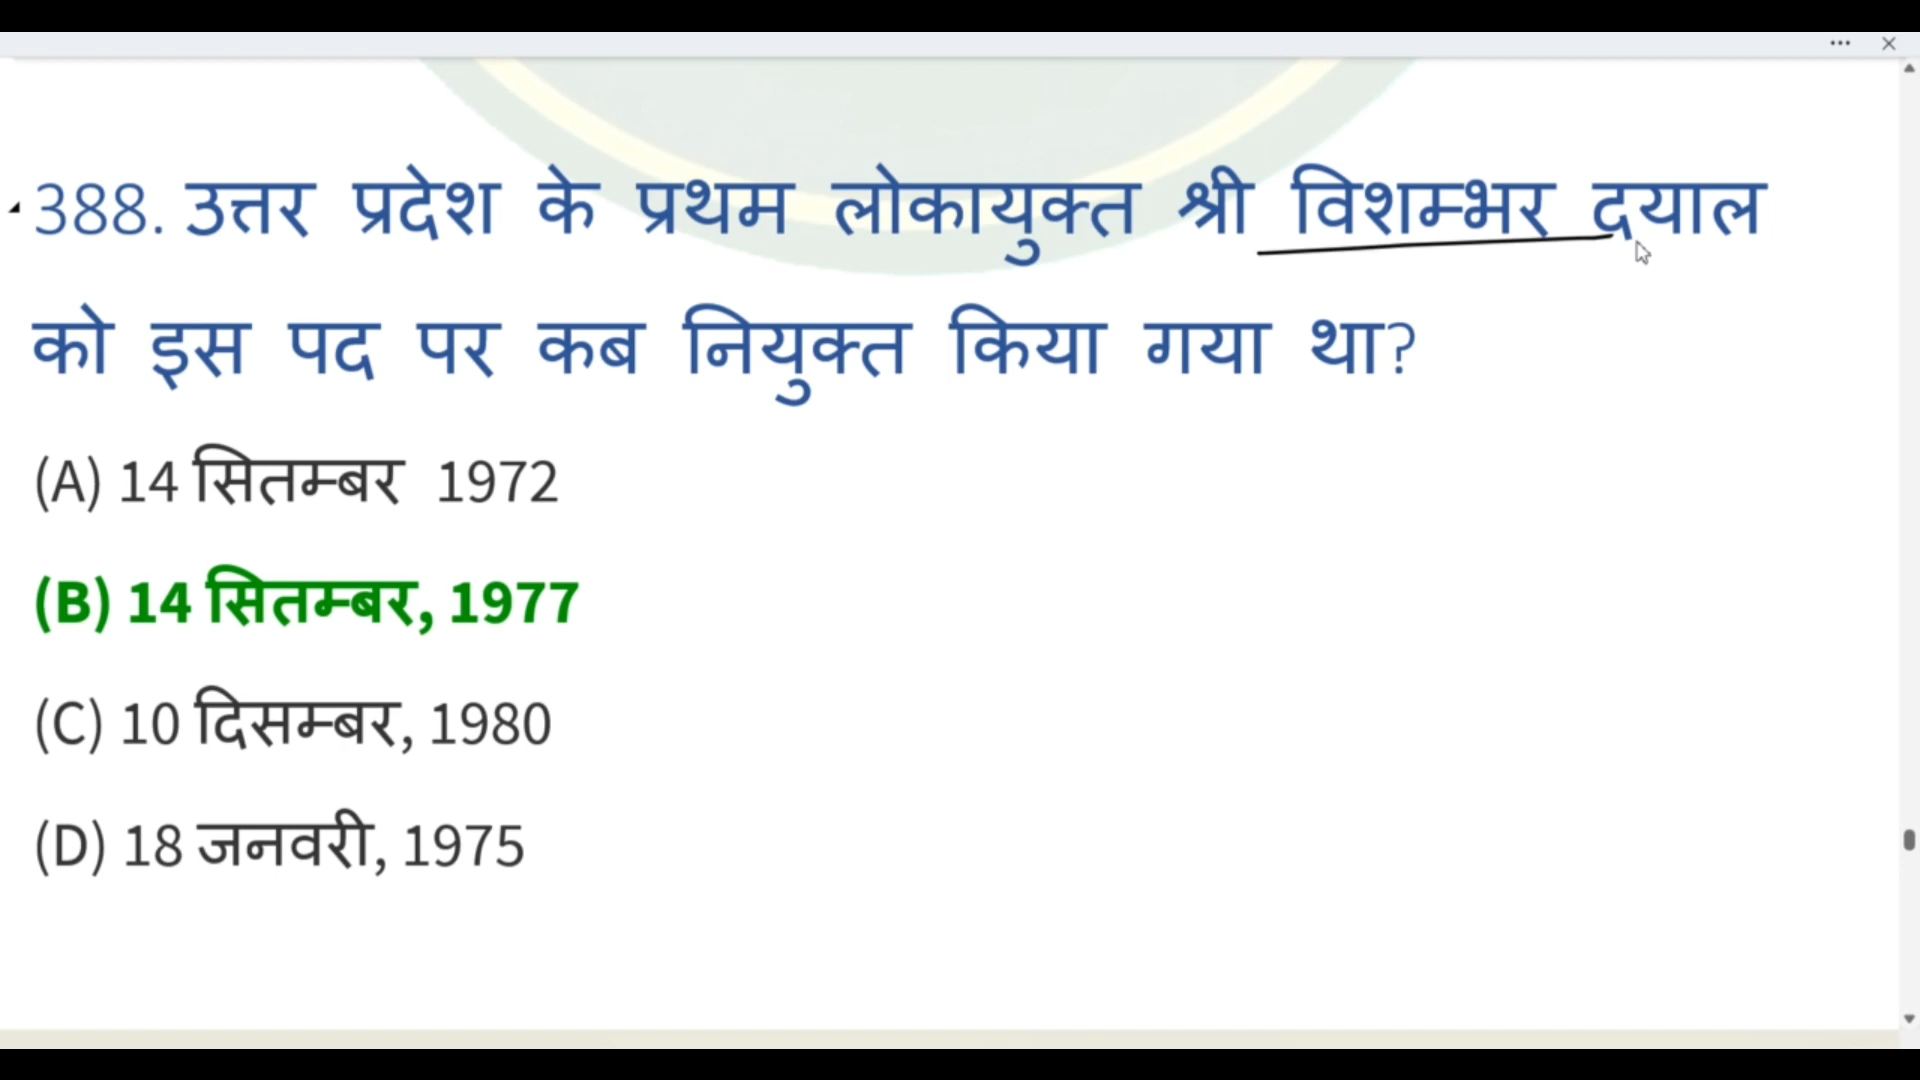 388. उत्तर प्रदेश के प्रथम लोकायुक्त श्री विशम्भर दयाल
को इस पद पर कब नियुक्त किया गया था?
(A) 14 सितम्बर 1972
(B) 14 सितम्बर, 1977
(C) 10 दिसम्बर, 1980
(D) 18 जनवरी, 1975